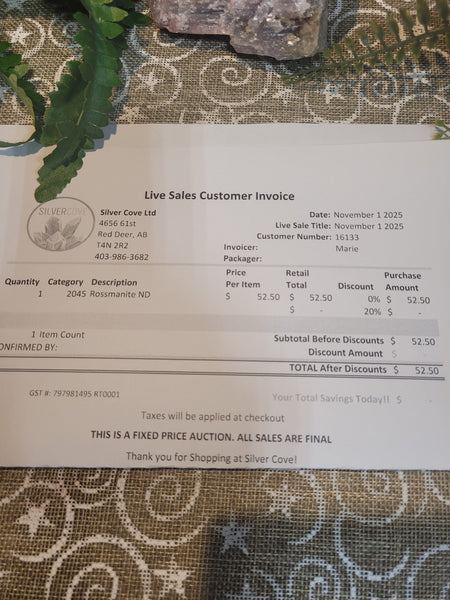 Live Sales Customer Invoice
SILVERCOVE
Silver Cove Ltd
4656 61st
Red Deer, AB
T4N 2R2
403-986-3682
Date: November 1 2025
Live Sale Title: November 1 2025
Customer Number: 16133
Invoicer: Marie
Packager:
Quantity Category Description Price Per Item Retail Total Discount Purchase Amount
1 2045 Rossmanite ND $ 52.50 $ 52.50 0% $ 52.50
$ - 20% $ -
1 Item Count
Subtotal Before Discounts $ 52.50
ONFIRMED BY:
Discount Amount $ -
TOTAL After Discounts $ 52.50
GST #: 797981495 RT0001
Your Total Savings Today!! $ -
Taxes will be applied at checkout
THIS IS A FIXED PRICE AUCTION. ALL SALES ARE FINAL
Thank you for Shopping at Silver Cove!